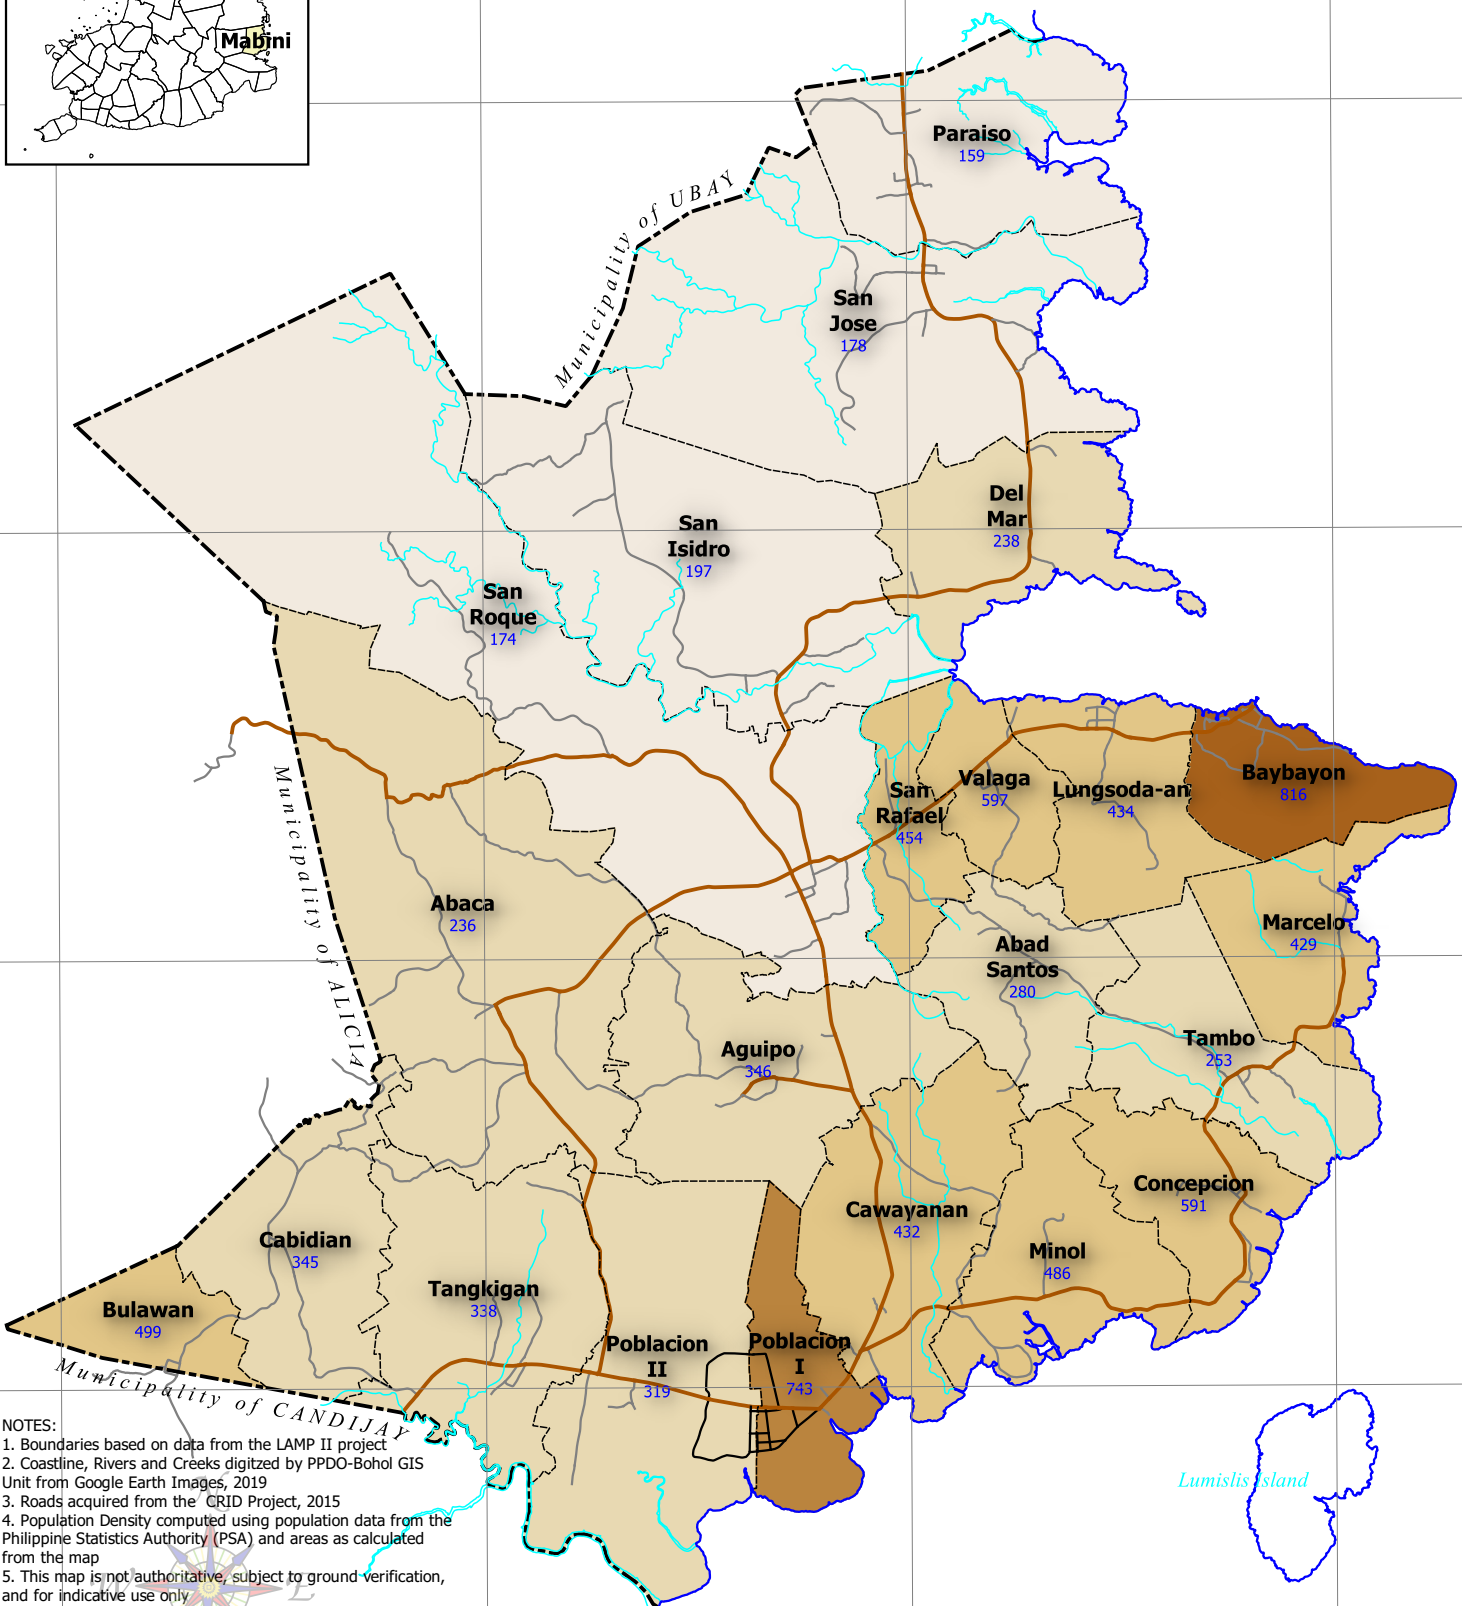 Mabini
Paraiso
159
Municipality of UBAY
San
Jose
178
Del
Mar
238
San
Isidro
197
San
Roque
174
Baybayon
816
Valaga
597
Lungsoda-an
434
San
Rafael
454
Municipality of ALICIA
Abaca
236
Marcelo
429
Abad
Santos
280
Tambo
253
Aguipo
346
Concepcion
591
Cawayanan
432
Minol
486
Cabidian
345
Tangkigan
338
Bulawan
499
Poblacion
II
319
Poblacion
I
743
Municipality of CANDIJAY
Lumislis Island
NOTES:
1. Boundaries based on data from the LAMP II project
2. Coastline, Rivers and Creeks digitzed by PPDO-Bohol GIS
Unit from Google Earth Images, 2019
3. Roads acquired from the CRID Project, 2015
4. Population Density computed using population data from the
Philippine Statistics Authority (PSA) and areas as calculated
from the map
5. This map is not authoritative, subject to ground verification,
and for indicative use only
N
W
E